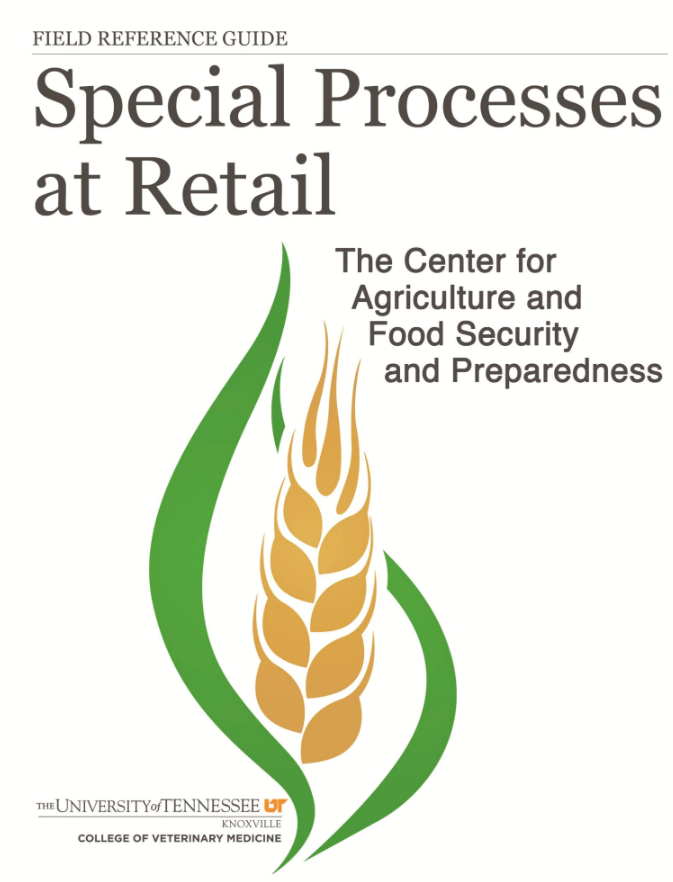 FIELD REFERENCE GUIDE
Special Processes
at Retail
The Center for
Agriculture and
Food Security
and Preparedness
THE UNIVERSITY of TENNESSEE UT
KNOXVILLE
COLLEGE OF VETERINARY MEDICINE